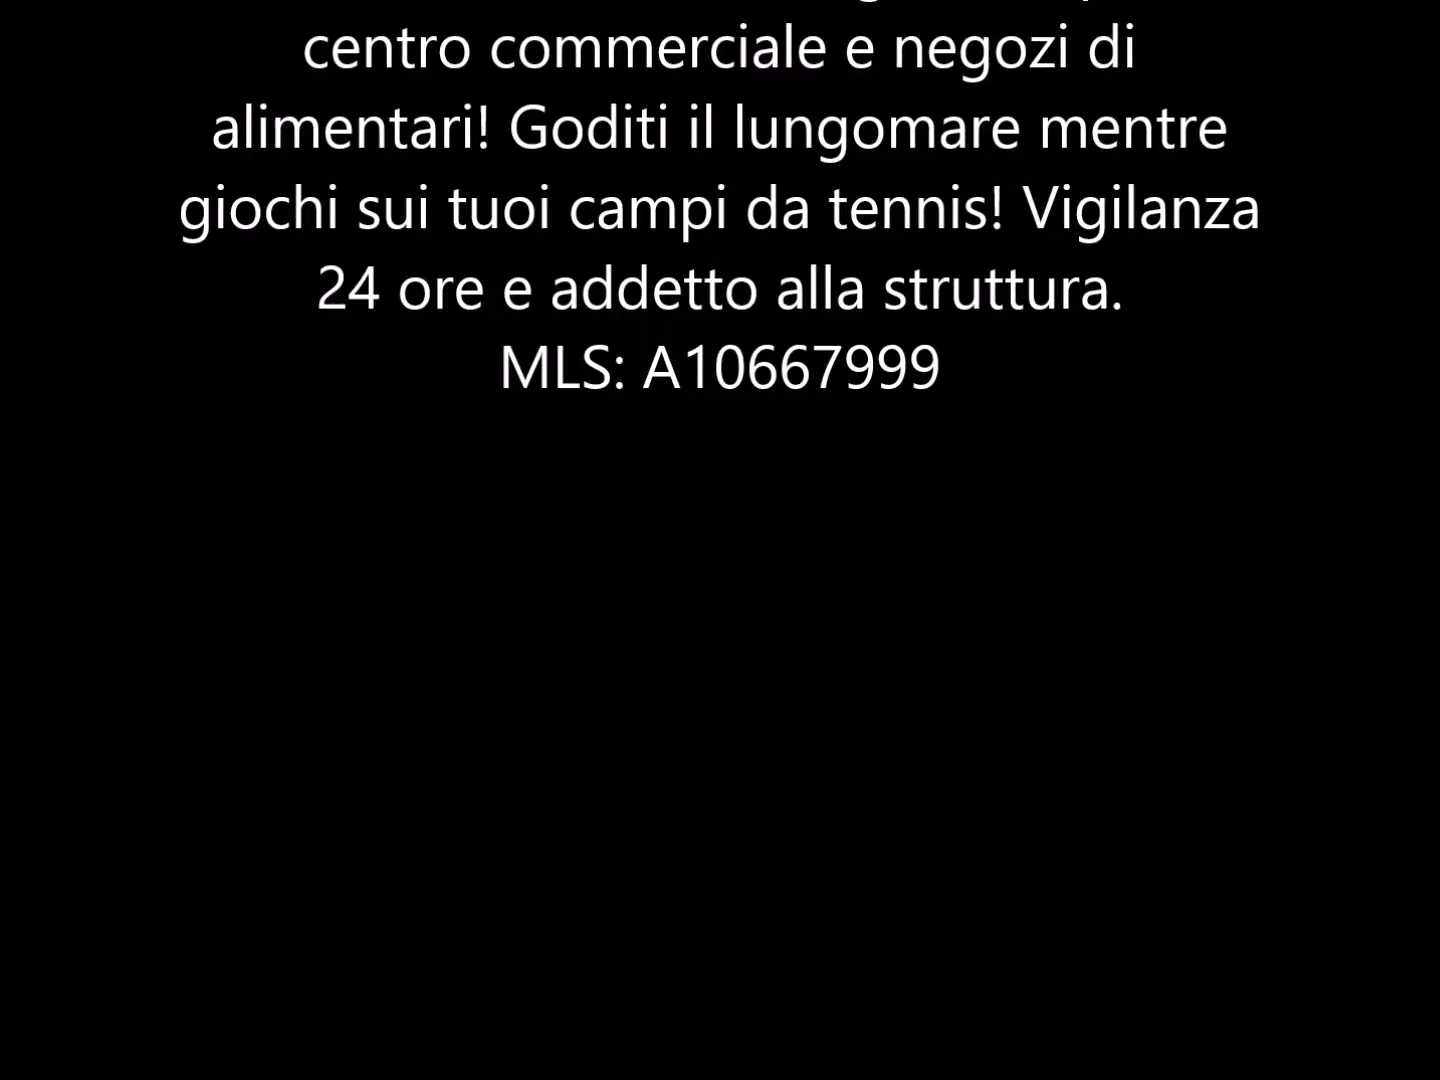 centro commerciale e negozi di
alimentari! Goditi il lungomare mentre
giochi sui tuoi campi da tennis! Vigilanza
24 ore e addetto alla struttura.
MLS: A10667999